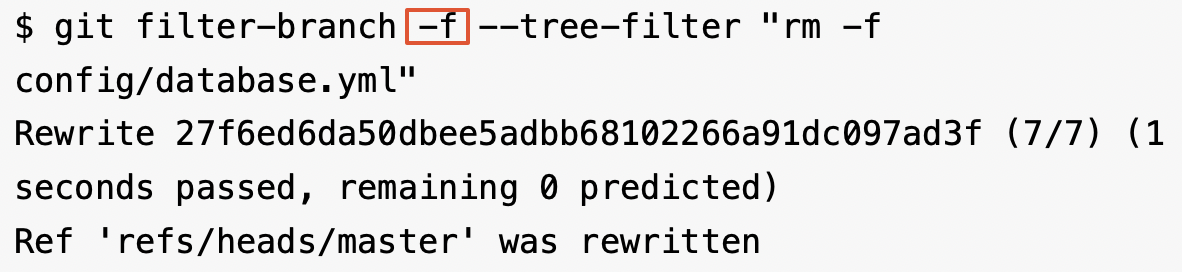 $ git filter-branch -f --tree-filter "rm -f
config/database.yml"
Rewrite 27f6ed6da50dbee5adbb68102266a91dc097ad3f (7/7) (1
seconds passed, remaining 0 predicted)
Ref 'refs/heads/master' was rewritten